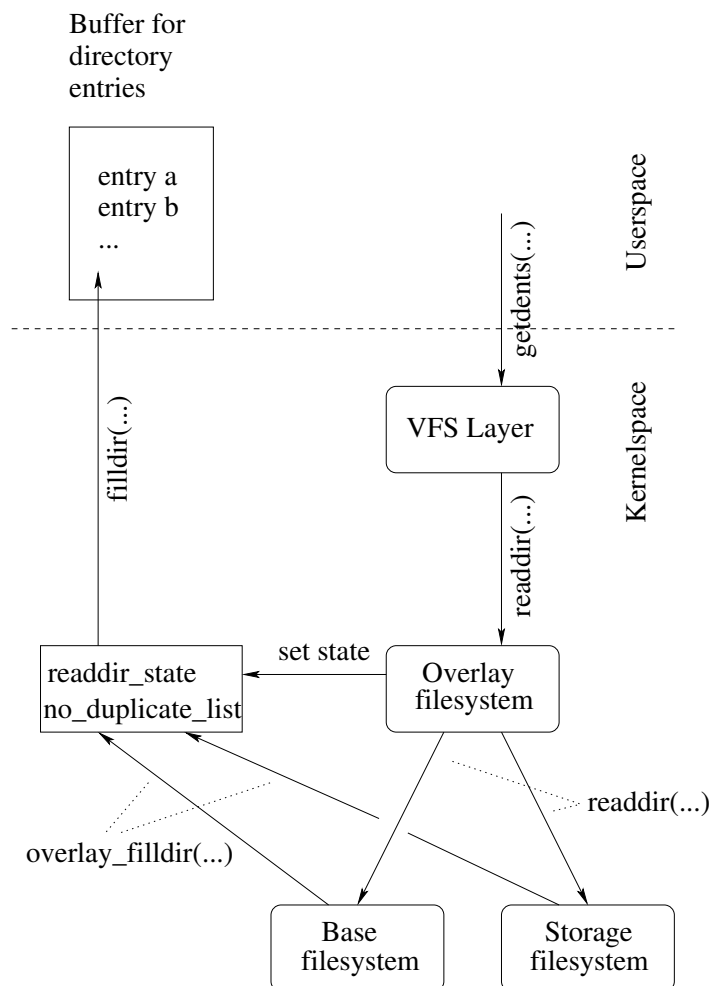 Buffer for
directory
entries
entry a
entry b
...
Userspace
getdents(...)
VFS Layer
Kernelspace
filldir(...)
readdir(...)
set state
readdir_state
no_duplicate_list
Overlay
filesystem
readdir(...)
overlay_filldir(...)
Base
filesystem
Storage
filesystem